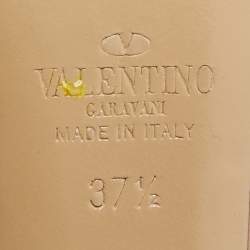 VALENTINO
GARAVANI
MADE IN ITALY
37½